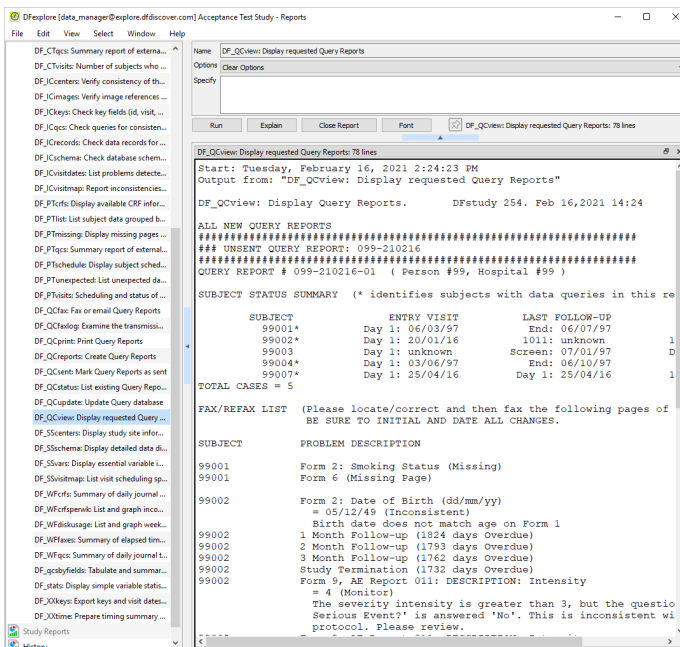 DFexplore [data_manager@explore.dfdiscover.com] Acceptance Test Study - Reports
File Edit View Select Window Help
DF_CTqcs: Summary report of externa...
DF_CTvisits: Number of subjects who ...
DF_ICcenters: Verify consistency of th...
DF_ICimages: Verify image references ...
DF_ICkeys: Check key fields (id, visit, ...
DF_ICqcs: Check queries for consisten...
DF_ICrecords: Check data records for ...
DF_ICschema: Check database schem...
DF_ICvisitdates: List problems detecte...
DF_ICvisitmap: Report inconsistencies...
DF_PTcrfs: Display available CRF infor...
DF_PTlist: List subject data grouped b...
DF_PTmissing: Display missing pages ...
DF_PTqcs: Summary report of external...
DF_PTschedule: Display subject sched...
DF_PTunexpected: List unexpected da...
DF_PTvisits: Scheduling and status of ...
DF_QCfax: Fax or email Query Reports
DF_QCfaxlog: Examine the transmissi...
DF_QCprint: Print Query Reports
DF_QCreports: Create Query Reports
DF_QCsent: Mark Query Reports as sent
DF_QCstatus: List existing Query Repo...
DF_QCupdate: Update Query database
DF_QCview: Display requested Query ...
DF_SScenters: Display study site infor...
DF_SSschema: Display detailed data di...
DF_SSvars: Display essential variable i...
DF_SSvisitmap: List visit scheduling sp...
DF_WFcrfs: Summary of daily journal ...
DF_WFcrfsperwk: List and graph inco...
DF_WFdiskusage: List and graph week...
DF_WFfaxes: Summary of elapsed tim...
DF_WFqcs: Summary of daily journal t...
DF_qcsbyfields: Tabulate and summar...
DF_stats: Display simple variable statis...
DF_XXkeys: Export keys and visit dates...
DF_XXtime: Prepare timing summary ...
Study Reports
History
Name DF_QCview: Display requested Query Reports
Options Clear Options
Specify
Run Explain Close Report Font DF_QCview: Display requested Query Reports: 78 lines
DF_QCview: Display requested Query Reports: 78 lines
Start: Tuesday, February 16, 2021 2:24:23 PM
Output from: "DF_QCview: Display requested Query Reports"
DF_QCview: Display Query Reports. DFstudy 254. Feb 16,2021 14:24
ALL NEW QUERY REPORTS
####################################################################
### UNSENT QUERY REPORT: 099-210216
####################################################################
QUERY REPORT # 099-210216-01 ( Person #99, Hospital #99 )
SUBJECT STATUS SUMMARY (* identifies subjects with data queries in this re
SUBJECT ENTRY VISIT LAST FOLLOW-UP
99001* Day 1: 06/03/97 End: 06/07/97
99002* Day 1: 20/01/16 1011: unknown 1
99003 Day 1: unknown Screen: 07/01/97 D
99004* Day 1: 03/06/97 End: 06/10/97
99007* Day 1: 25/04/16 Day 1: 25/04/16 1
TOTAL CASES = 5
FAX/REFAX LIST (Please locate/correct and then fax the following pages of
BE SURE TO INITIAL AND DATE ALL CHANGES.
SUBJECT PROBLEM DESCRIPTION
99001 Form 2: Smoking Status (Missing)
99001 Form 6 (Missing Page)
99002 Form 2: Date of Birth (dd/mm/yy)
= 05/12/49 (Inconsistent)
Birth date does not match age on Form 1
99002 1 Month Follow-up (1824 days Overdue)
99002 2 Month Follow-up (1793 days Overdue)
99002 3 Month Follow-up (1762 days Overdue)
99002 Study Termination (1732 days Overdue)
99002 Form 9, AE Report 011: DESCRIPTION: Intensity
= 4 (Monitor)
The severity intensity is greater than 3, but the questio
Serious Event?' is answered 'No'. This is inconsistent wi
protocol. Please review.